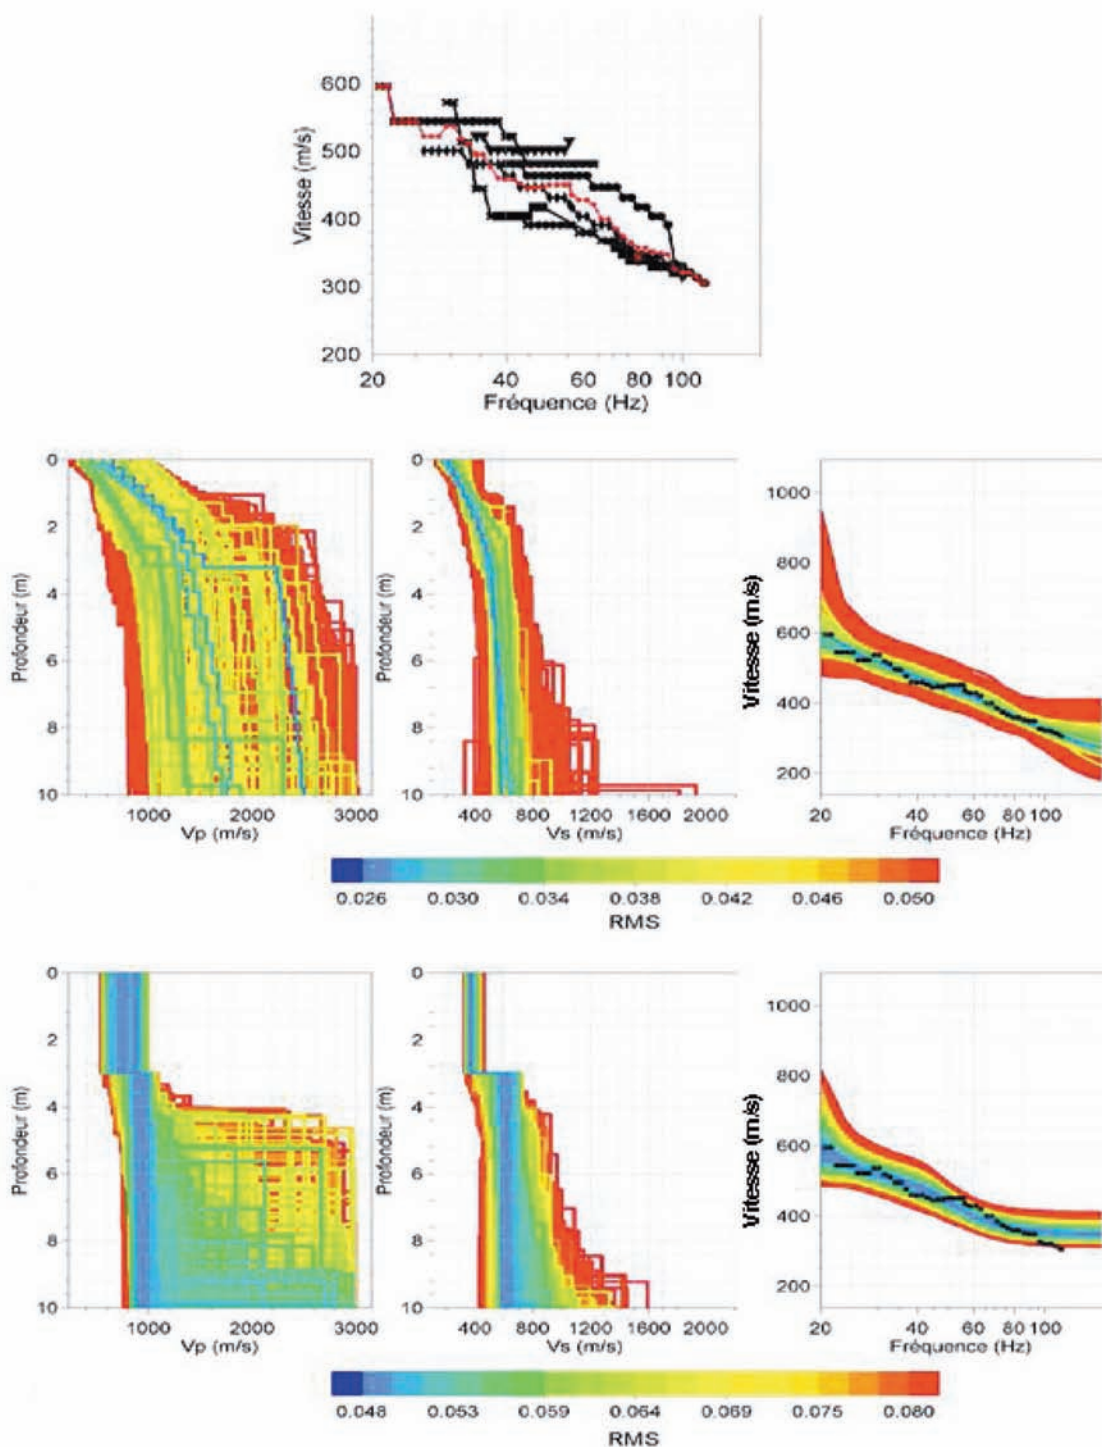 600
500
400
300
200
Vitesse (m/s)
20 40 60 80 100
Fréquence (Hz)
0
2
4
6
8
10
Profondeur (m)
1000 2000 3000
Vp (m/s)
0
2
4
6
8
10
Profondeur (m)
400 800 1200 1600 2000
Vs (m/s)
1000
800
600
400
200
Vitesse (m/s)
20 40 60 80 100
Fréquence (Hz)
0.026 0.030 0.034 0.038 0.042 0.046 0.050
RMS
0
2
4
6
8
10
Profondeur (m)
1000 2000 3000
Vp (m/s)
0
2
4
6
8
10
Profondeur (m)
400 800 1200 1600 2000
Vs (m/s)
1000
800
600
400
200
Vitesse (m/s)
20 40 60 80 100
Fréquence (Hz)
0.048 0.053 0.059 0.064 0.069 0.075 0.080
RMS